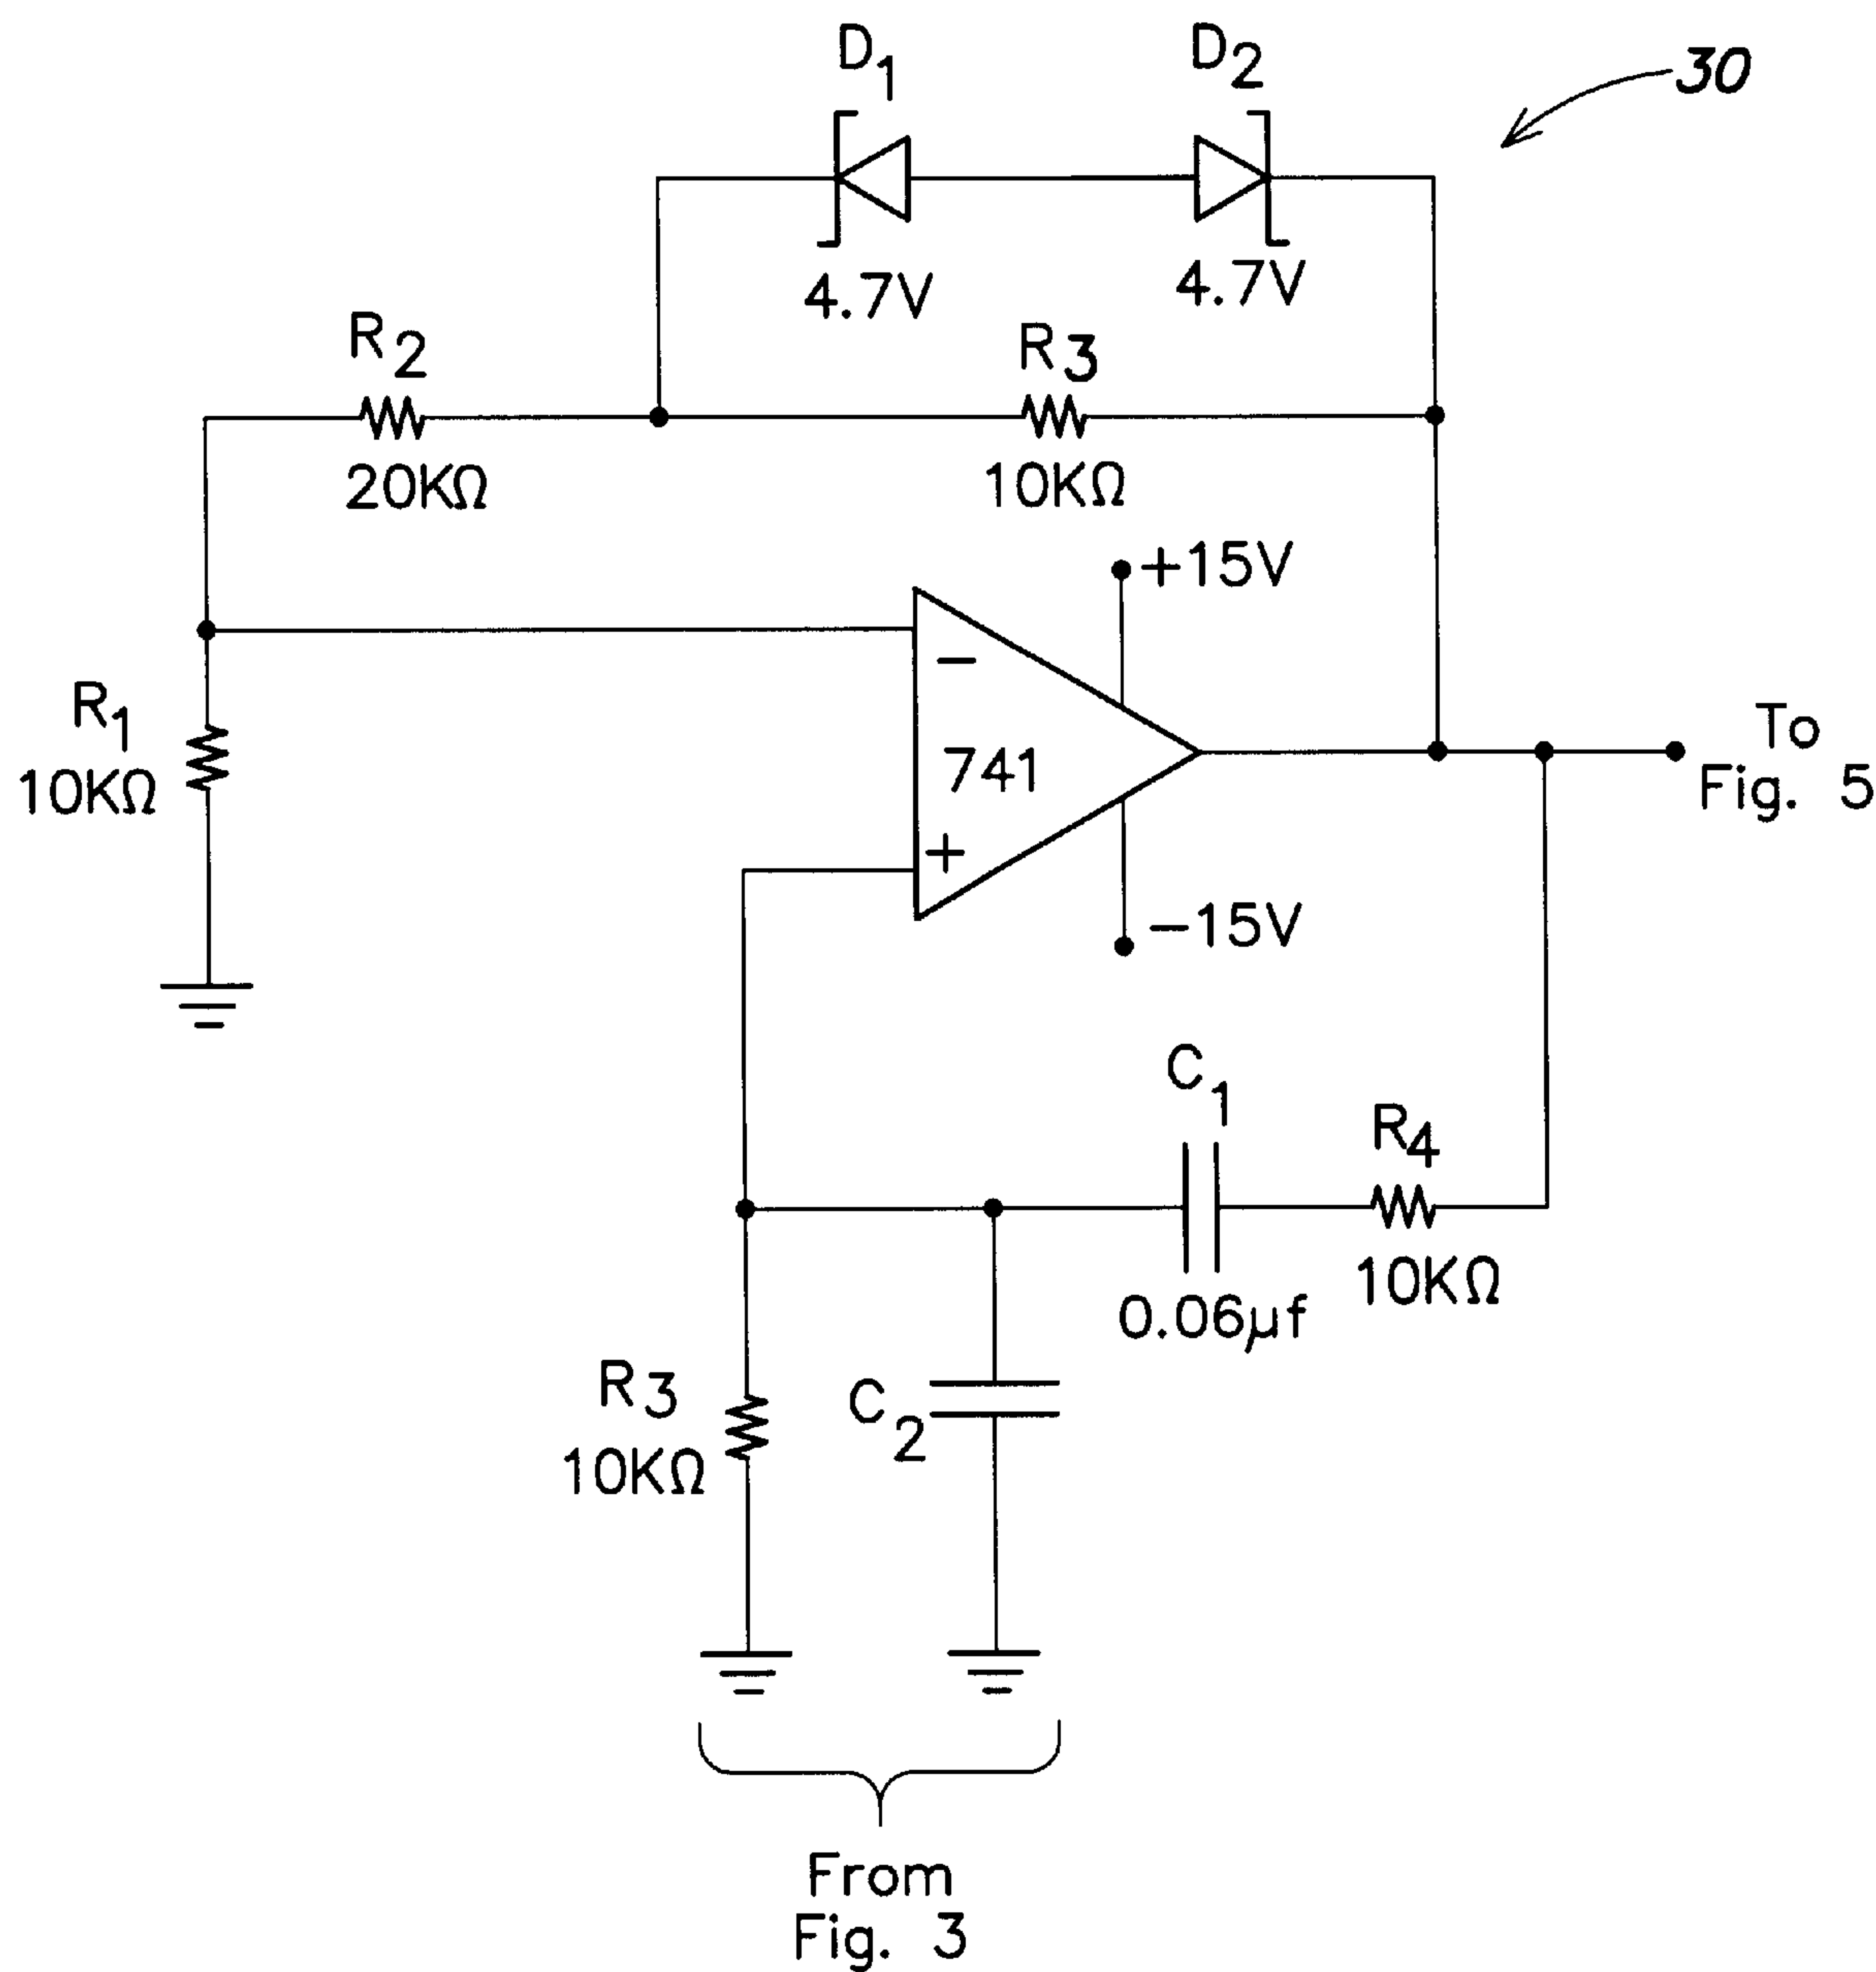 D1
D2
30
4.7V
4.7V
R2
R3
20KΩ
10KΩ
+15V
−
R1
10KΩ
741
To
Fig. 5
+
−15V
C1
R4
0.06µf
10KΩ
R3
10KΩ
C2
From
Fig. 3